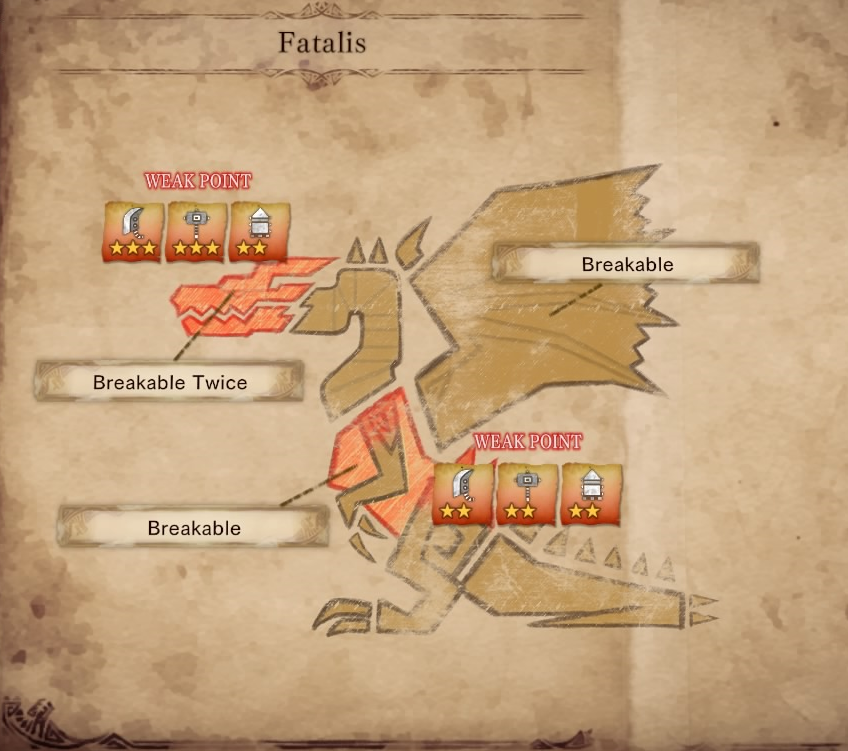 Fatalis
WEAK POINT
Breakable
Breakable Twice
WEAK POINT
Breakable